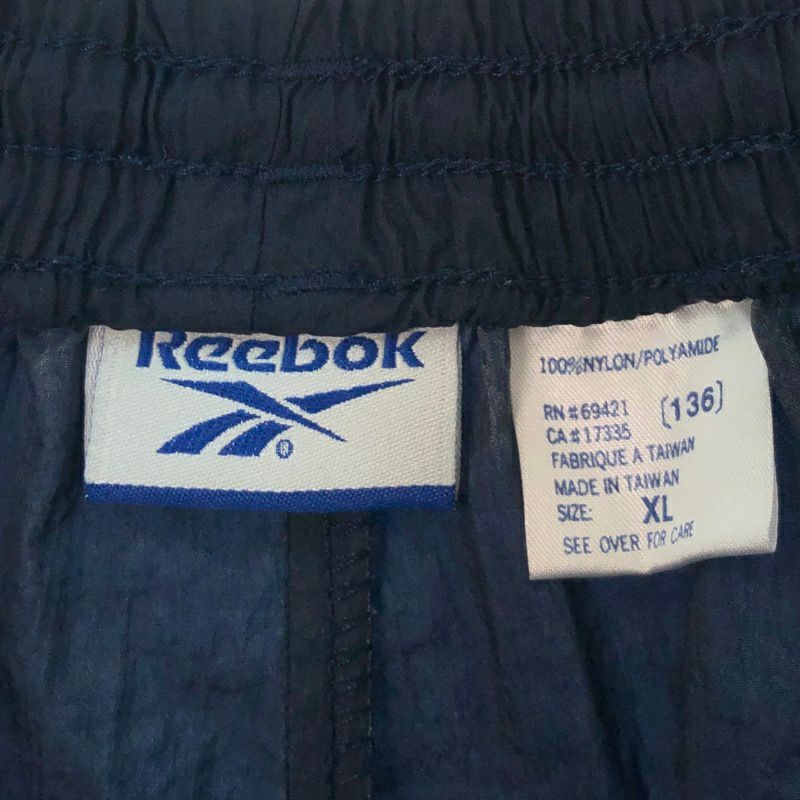 Reebok
®
100%NYLON/POLYAMIDE
RN#69421 [136]
CA#17335
FABRIQUE A TAIWAN
MADE IN TAIWAN
SIZE: XL
SEE OVER FOR CARE